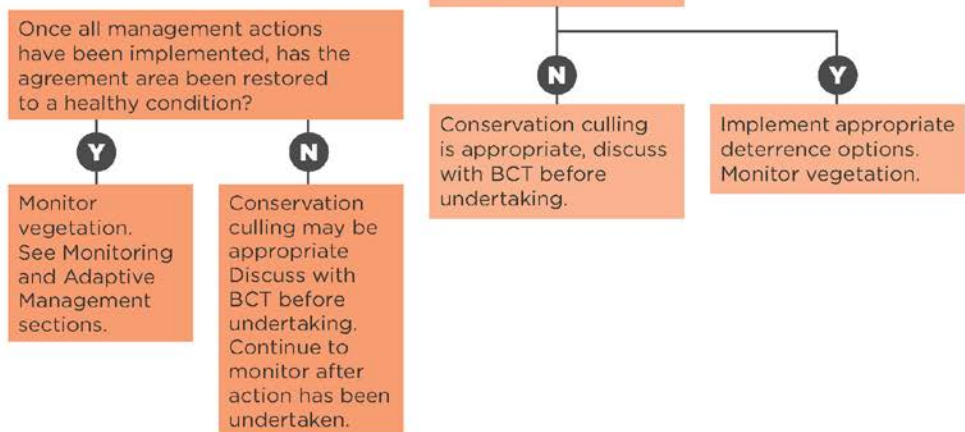 Once all management actions
have been implemented, has the
agreement area been restored
to a healthy condition?
Y
N
Monitor
vegetation.
See Monitoring
and Adaptive
Management
sections.
Conservation
culling may be
appropriate
Discuss with
BCT before
undertaking.
Continue to
monitor after
action has been
undertaken.
N
Y
Conservation culling
is appropriate, discuss
with BCT before
undertaking.
Implement appropriate
deterrence options.
Monitor vegetation.